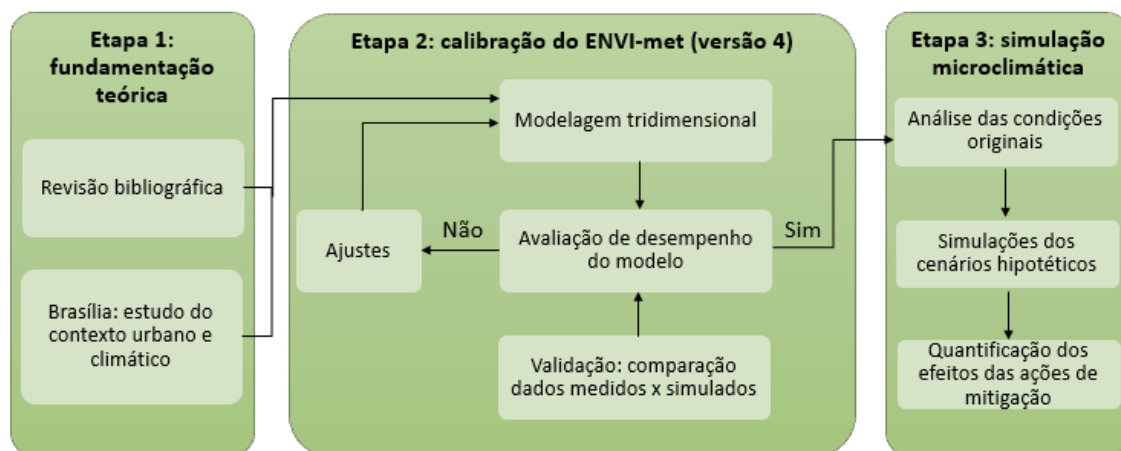 Etapa 1:
fundamentação
teórica
Revisão bibliográfica
Brasília: estudo do
contexto urbano e
climático
Etapa 2: calibração do ENVI-met (versão 4)
Modelagem tridimensional
Ajustes
Não
Avaliação de desempenho
do modelo
Sim
Validação: comparação
dados medidos x simulados
Etapa 3: simulação
microclimática
Análise das condições
originais
Simulações dos
cenários hipotéticos
Quantificação dos
efeitos das ações de
mitigação